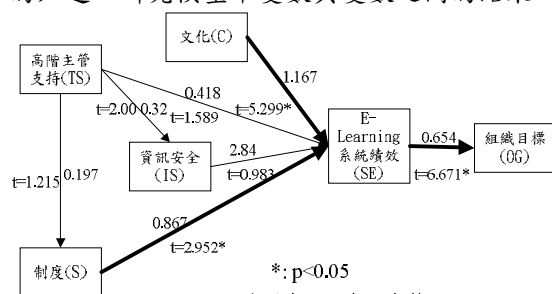 文化(C)
高階主管
支持(TS)
1.167
0.418
t=2.00 0.32
t=1.589
t=5.299*
E-
Learning
系統績效
(SE)
0.654
t=6.671*
組織目標
(OG)
資訊安全
(IS)
2.84
t=0.983
t=1.215
0.197
0.867
t=2.952*
制度(S)
*: p<0.05